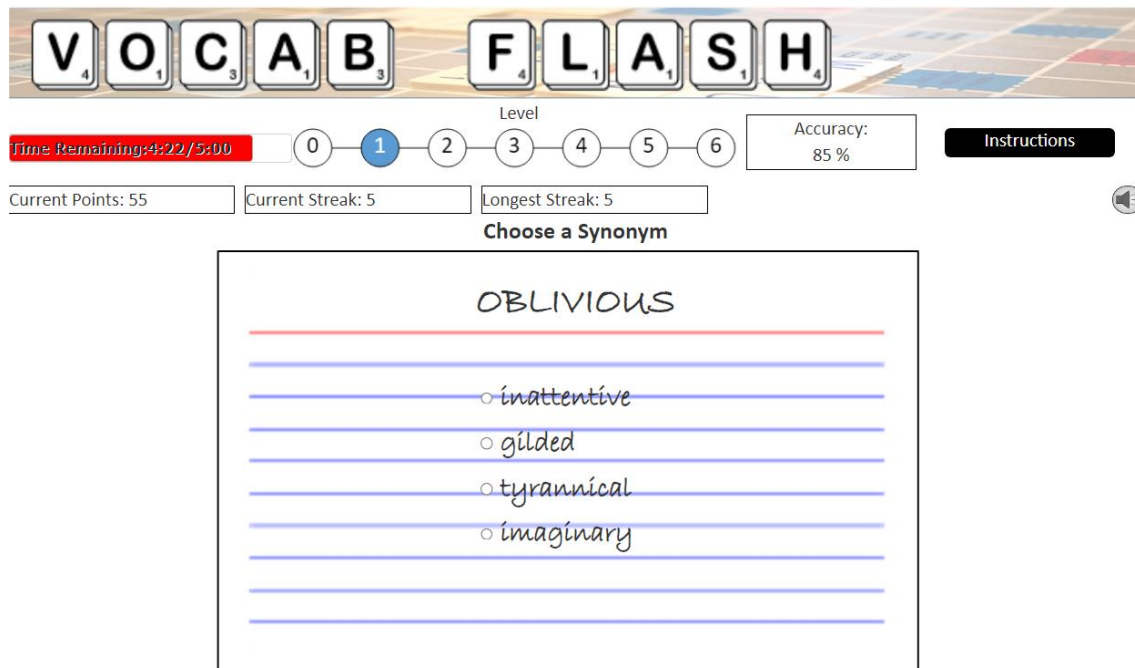 VOCAB FLASH
Level
Time Remaining:4:22/5:00
0 1 2 3 4 5 6
Accuracy:
85 %
Instructions
Current Points: 55
Current Streak: 5
Longest Streak: 5
Choose a Synonym
OBLIVIOUS
inattentive
gilded
tyrannical
imaginary